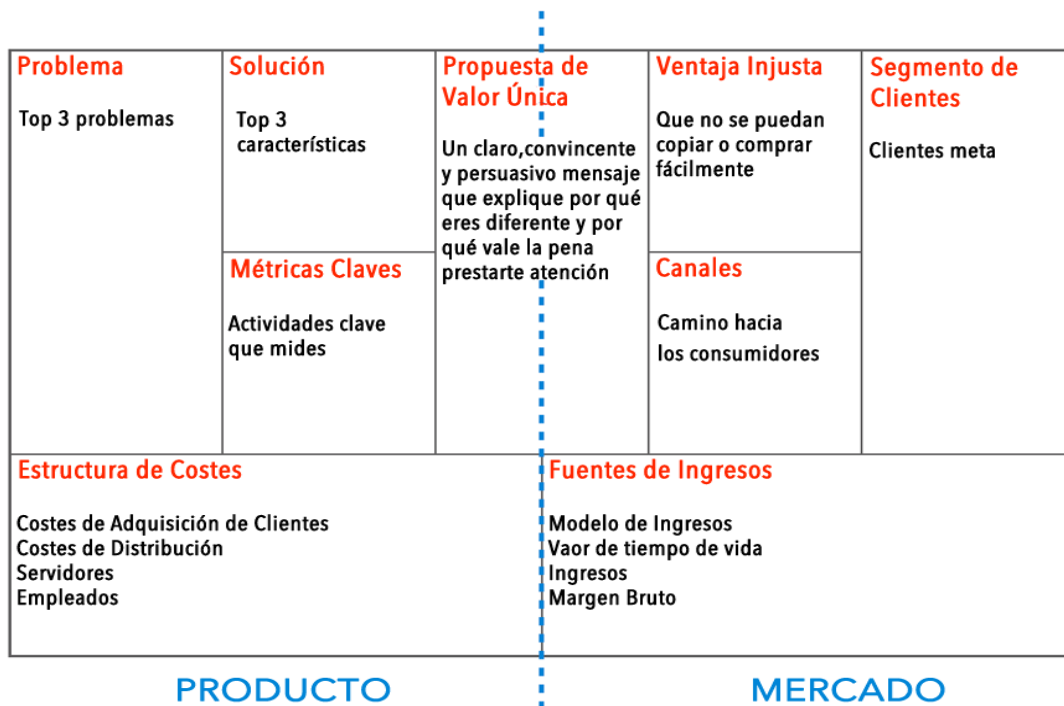 Problema
Top 3 problemas
Solución
Top 3
características
Métricas Claves
Actividades clave
que mides
Propuesta de
Valor Única
Un claro,convincente
y persuasivo mensaje
que explique por qué
eres diferente y por
qué vale la pena
prestarte atención
Ventaja Injusta
Que no se puedan
copiar o comprar
fácilmente
Canales
Camino hacia
los consumidores
Segmento de
Clientes
Clientes meta
Estructura de Costes
Costes de Adquisición de Clientes
Costes de Distribución
Servidores
Empleados
Fuentes de Ingresos
Modelo de Ingresos
Vaor de tiempo de vida
Ingresos
Margen Bruto
PRODUCTO
MERCADO